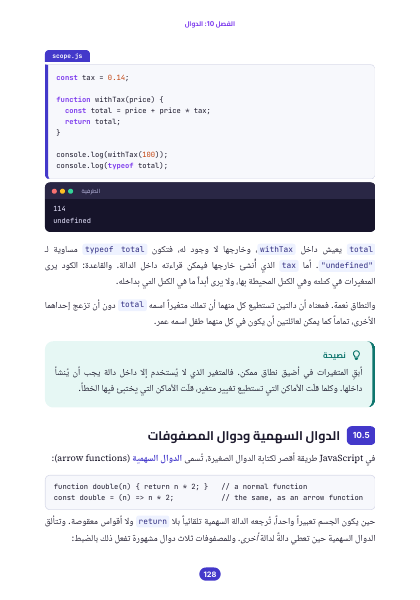 الفصل 10: الدوال
scope.js
const tax = 0.14;
function withTax(price) {
const total = price + price * tax;
return total;
}
console.log(withTax(100));
console.log(typeof total);
الطرفية
114
undefined
total يعيش داخل withTax، وخارجها لا وجود له، فتكون typeof total مساوية لـ
"undefined". أما tax الذي أُنشئ خارجها فيمكن قراءته داخل الدالة. والقاعدة: الكود يرى
المتغيرات في كتلته وفي الكتل المحيطة بها، ولا يرى أبداً ما في الكتل التي بداخله.
والنطاق نعمة. فمعناه أن دالتين تستطيع كل منهما أن تملك متغيراً اسمه total دون أن تزعج إحداهما
الأخرى، تماماً كما يمكن لعائلتين أن يكون في كل منهما طفل اسمه عمر.
نصيحة
أبقِ المتغيرات في أضيق نطاق ممكن. فالمتغير الذي لا يُستخدم إلا داخل دالة يجب أن يُنشأ
داخلها. وكلما قلّت الأماكن التي تستطيع تغيير متغير، قلّت الأماكن التي يختبئ فيها الخطأ.
10.5 الدوال السهمية ودوال المصفوفات
في JavaScript طريقة أقصر لكتابة الدوال الصغيرة، تُسمى الدوال السهمية (arrow functions):
function double(n) { return n * 2; } // a normal function
const double = (n) => n * 2; // the same, as an arrow function
حين يكون الجسم تعبيراً واحداً، تُرجعه الدالة السهمية تلقائياً بلا return ولا أقواس معقوصة. وتتألق
الدوال السهمية حين تعطي دالةً لدالة أخرى. وللمصفوفات ثلاث دوال مشهورة تفعل ذلك بالضبط:
128